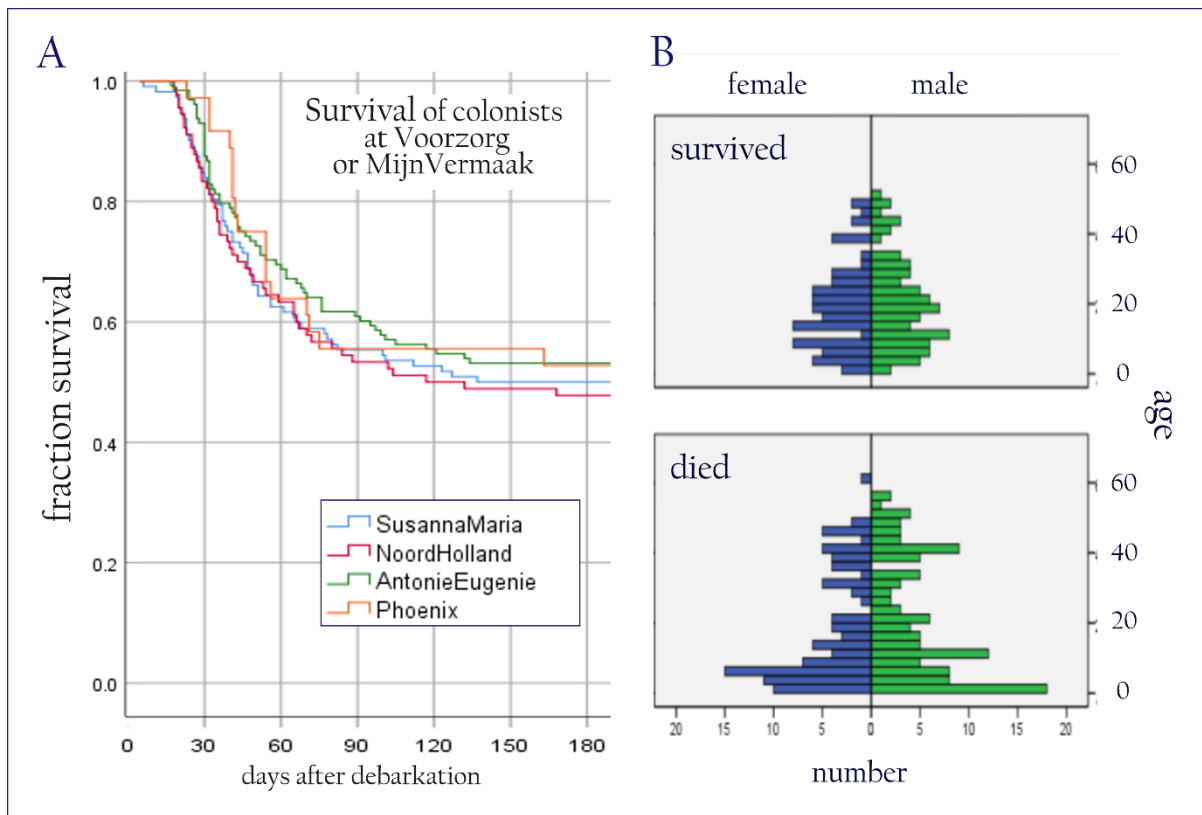 A
Survival of colonists
at Voorzorg
or MijnVermaak
fraction survival
1.0
0.8
0.6
0.4
0.2
0.0
SusannaMaria
NoordHolland
AntonieEugenie
Phoenix
0 30 60 90 120 150 180
days after debarkation
B
female male
survived
60
40
20
0
age
died
60
40
20
0
20 15 10 5 0 5 10 15 20
number